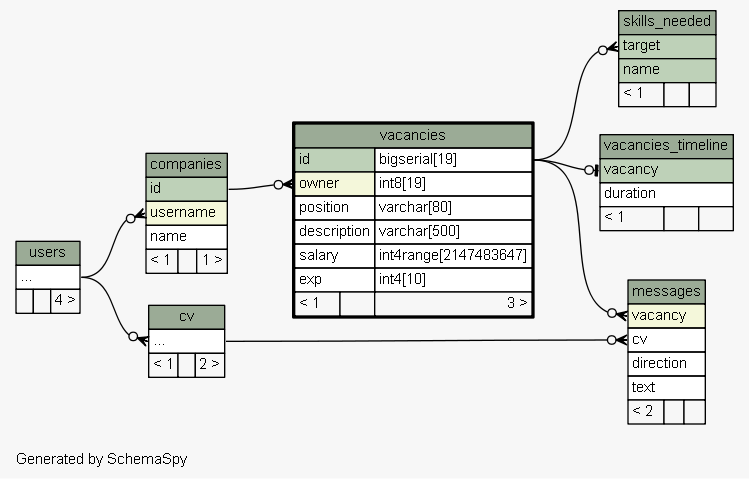 skills_needed
target
name
< 1
vacancies
id bigserial[19]
owner int8[19]
position varchar[80]
description varchar[500]
salary int4range[2147483647]
exp int4[10]
< 1 3 >
vacancies_timeline
vacancy
duration
< 1
companies
id
username
name
< 1 1 >
users
...
4 >
cv
...
< 1 2 >
messages
vacancy
cv
direction
text
< 2
Generated by SchemaSpy